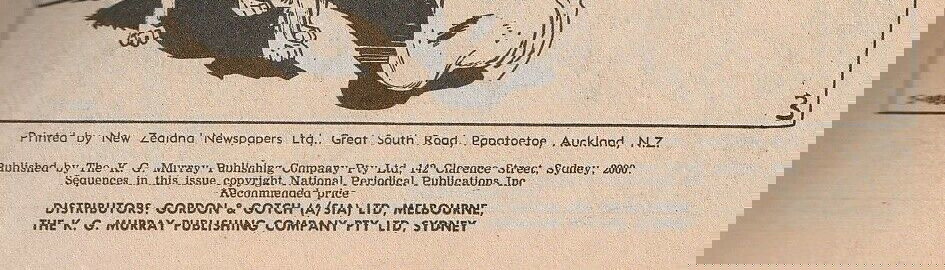 Printed by New Zealand Newspapers Ltd., Great South Road, Papatoetoe, Auckland, N.Z.
Published by The K. G. Murray Publishing Company Pty Ltd, 142 Clarence Street, Sydney, 2000.
Sequences in this issue copyright National Periodical Publications Inc.
Recommended price
DISTRIBUTORS: GORDON & GOTCH (A/SIA) LTD, MELBOURNE,
THE K. G. MURRAY PUBLISHING COMPANY PTY LTD, SYDNEY